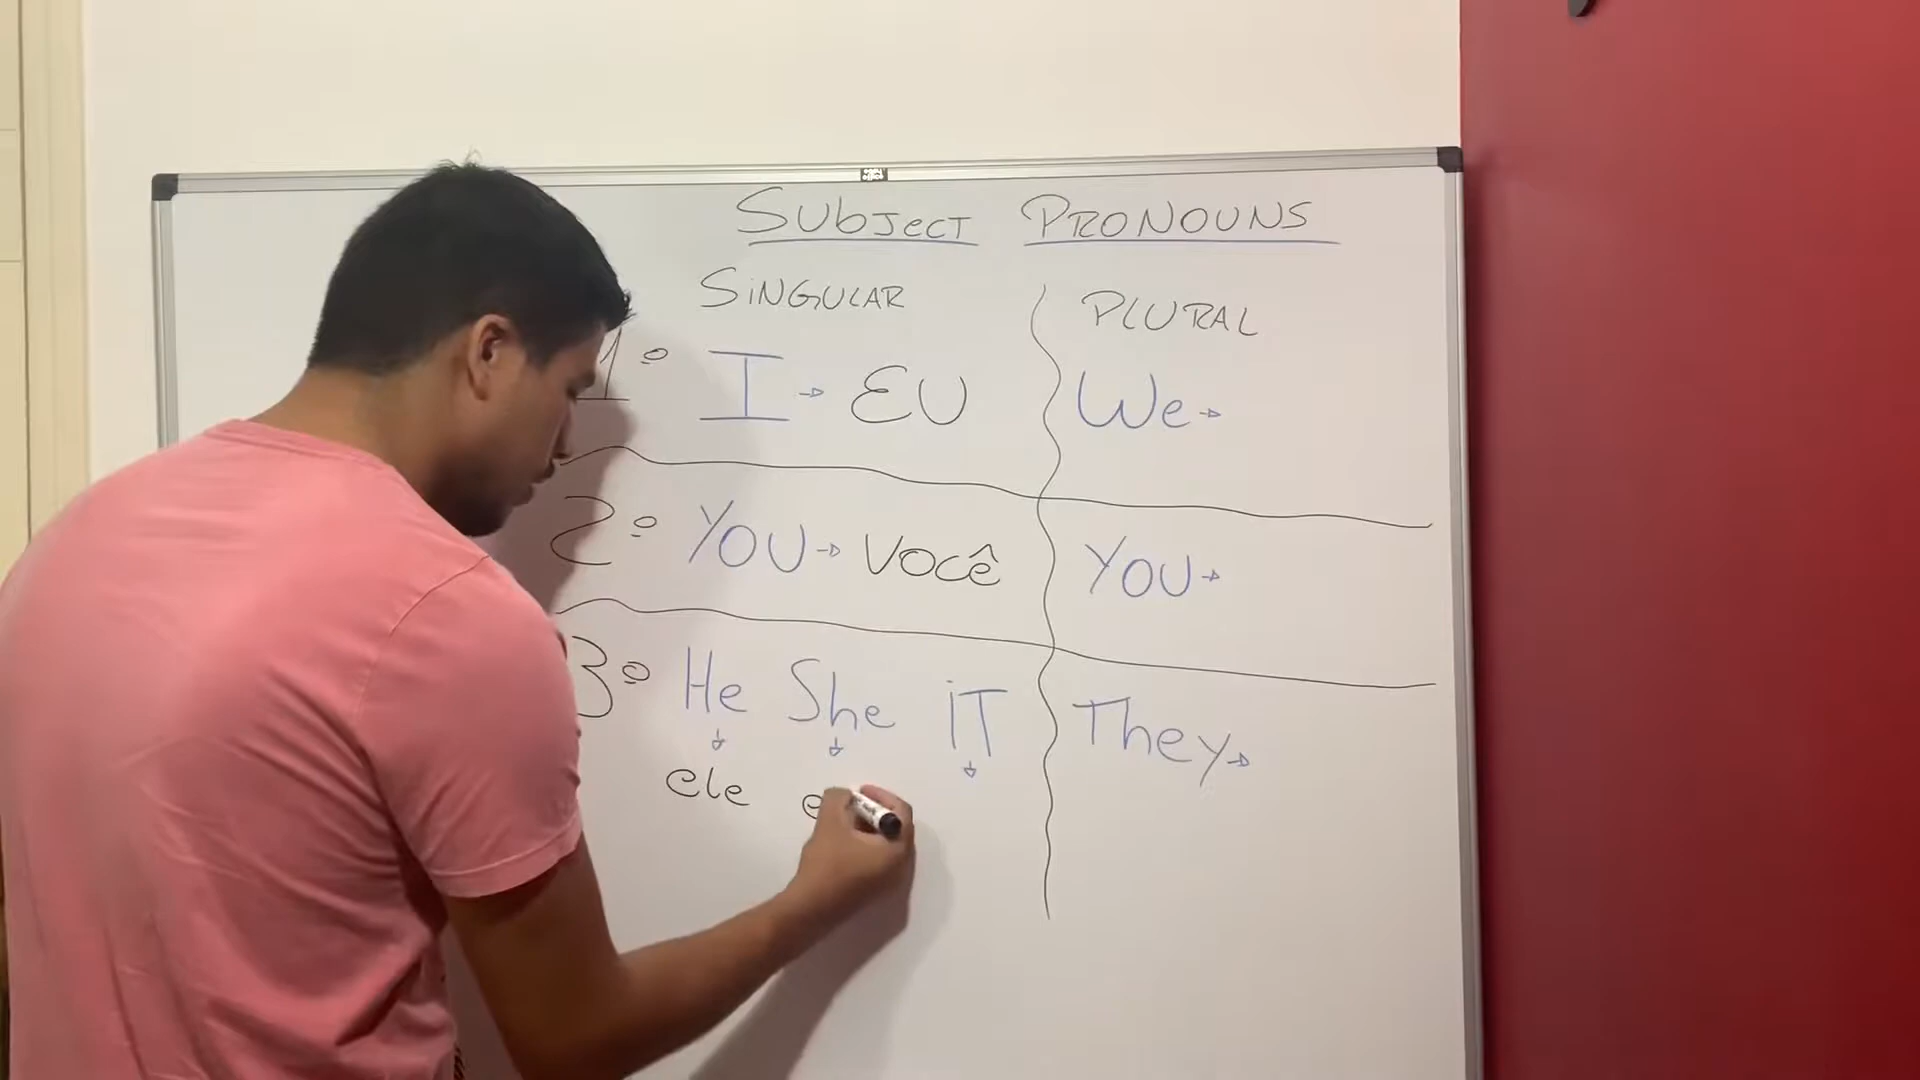 SUbJecT PRONOUNS
SiNGULAR PLURAL
1º I → EU We →
2º YOU → VOCÊ YOU →
3º He She iT They →
ele